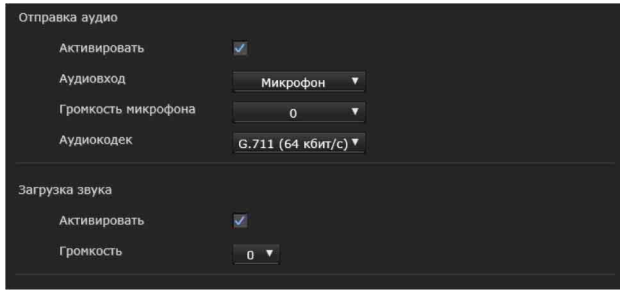 Отправка аудио
Активировать
Аудиовход Микрофон
Громкость микрофона 0
Аудиокодек G.711 (64 кбит/с)
Загрузка звука
Активировать
Громкость 0